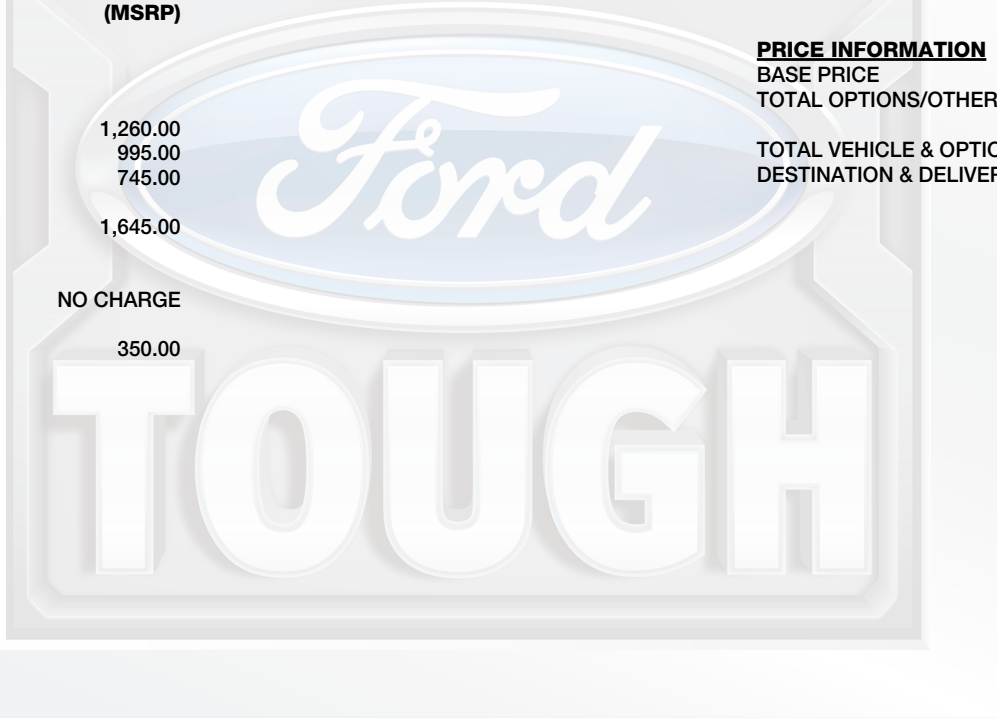 (MSRP)
1,260.00
995.00
745.00
1,645.00
NO CHARGE
350.00
PRICE INFORMATION
BASE PRICE
TOTAL OPTIONS/OTHER
TOTAL VEHICLE & OPTIO
DESTINATION & DELIVER
Ford
TOUGH